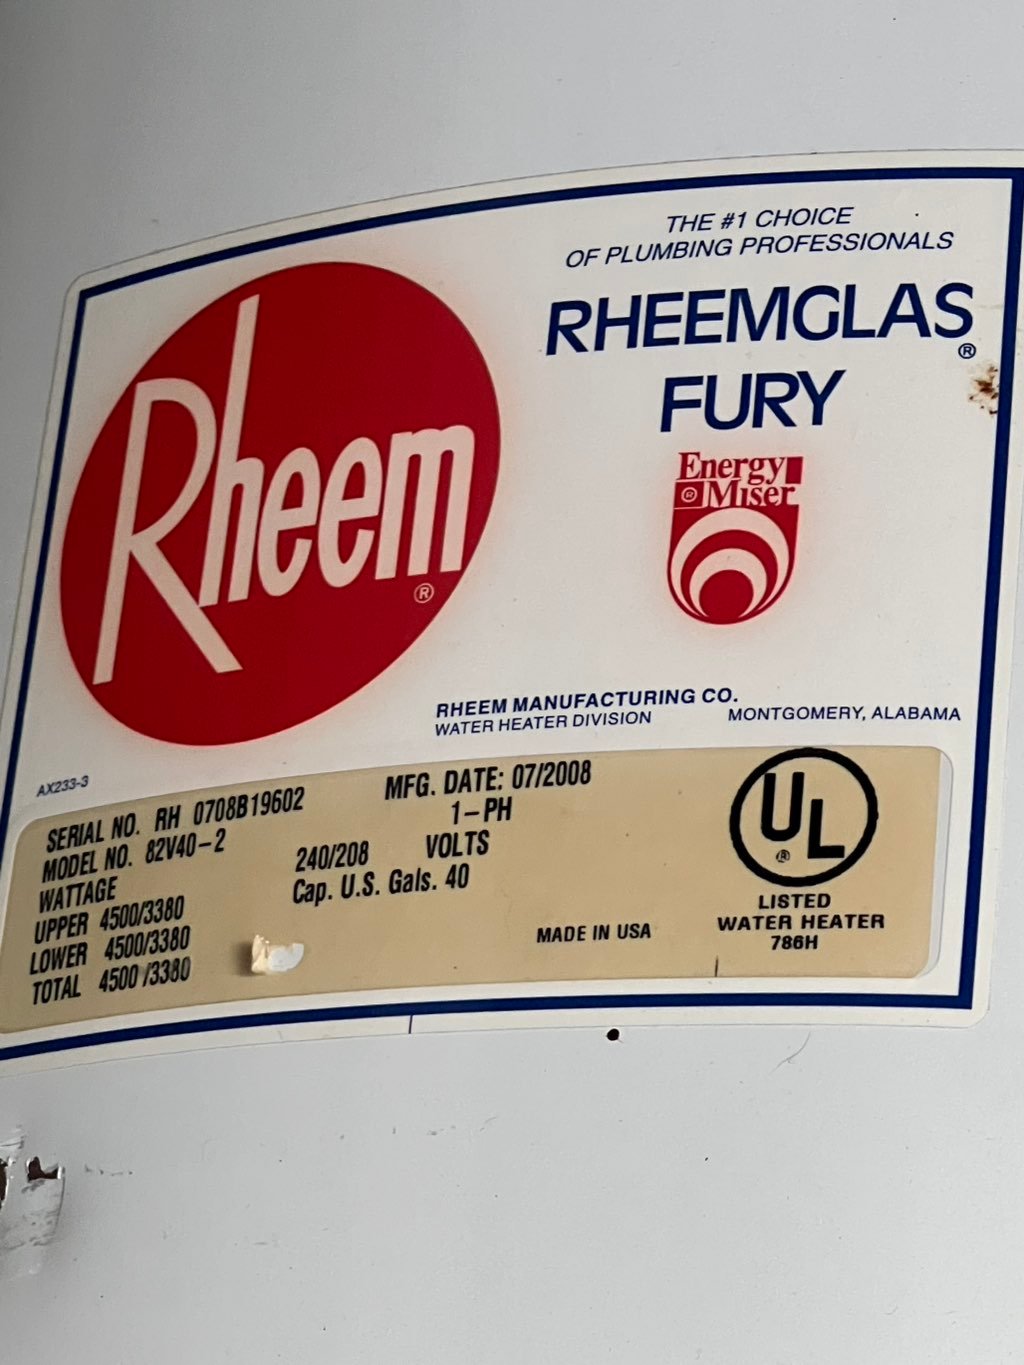 THE #1 CHOICE
OF PLUMBING PROFESSIONALS
RHEEMGLAS®
FURY
Energy
® Miser
Rheem®
RHEEM MANUFACTURING CO.
WATER HEATER DIVISION MONTGOMERY, ALABAMA
AX233-3
SERIAL NO. RH 0708B19602 MFG. DATE: 07/2008
MODEL NO. 82V40-2 1-PH
WATTAGE 240/208 VOLTS
UPPER 4500/3380 Cap. U.S. Gals. 40
LOWER 4500/3380
TOTAL 4500/3380
MADE IN USA
UL®
LISTED
WATER HEATER
786H